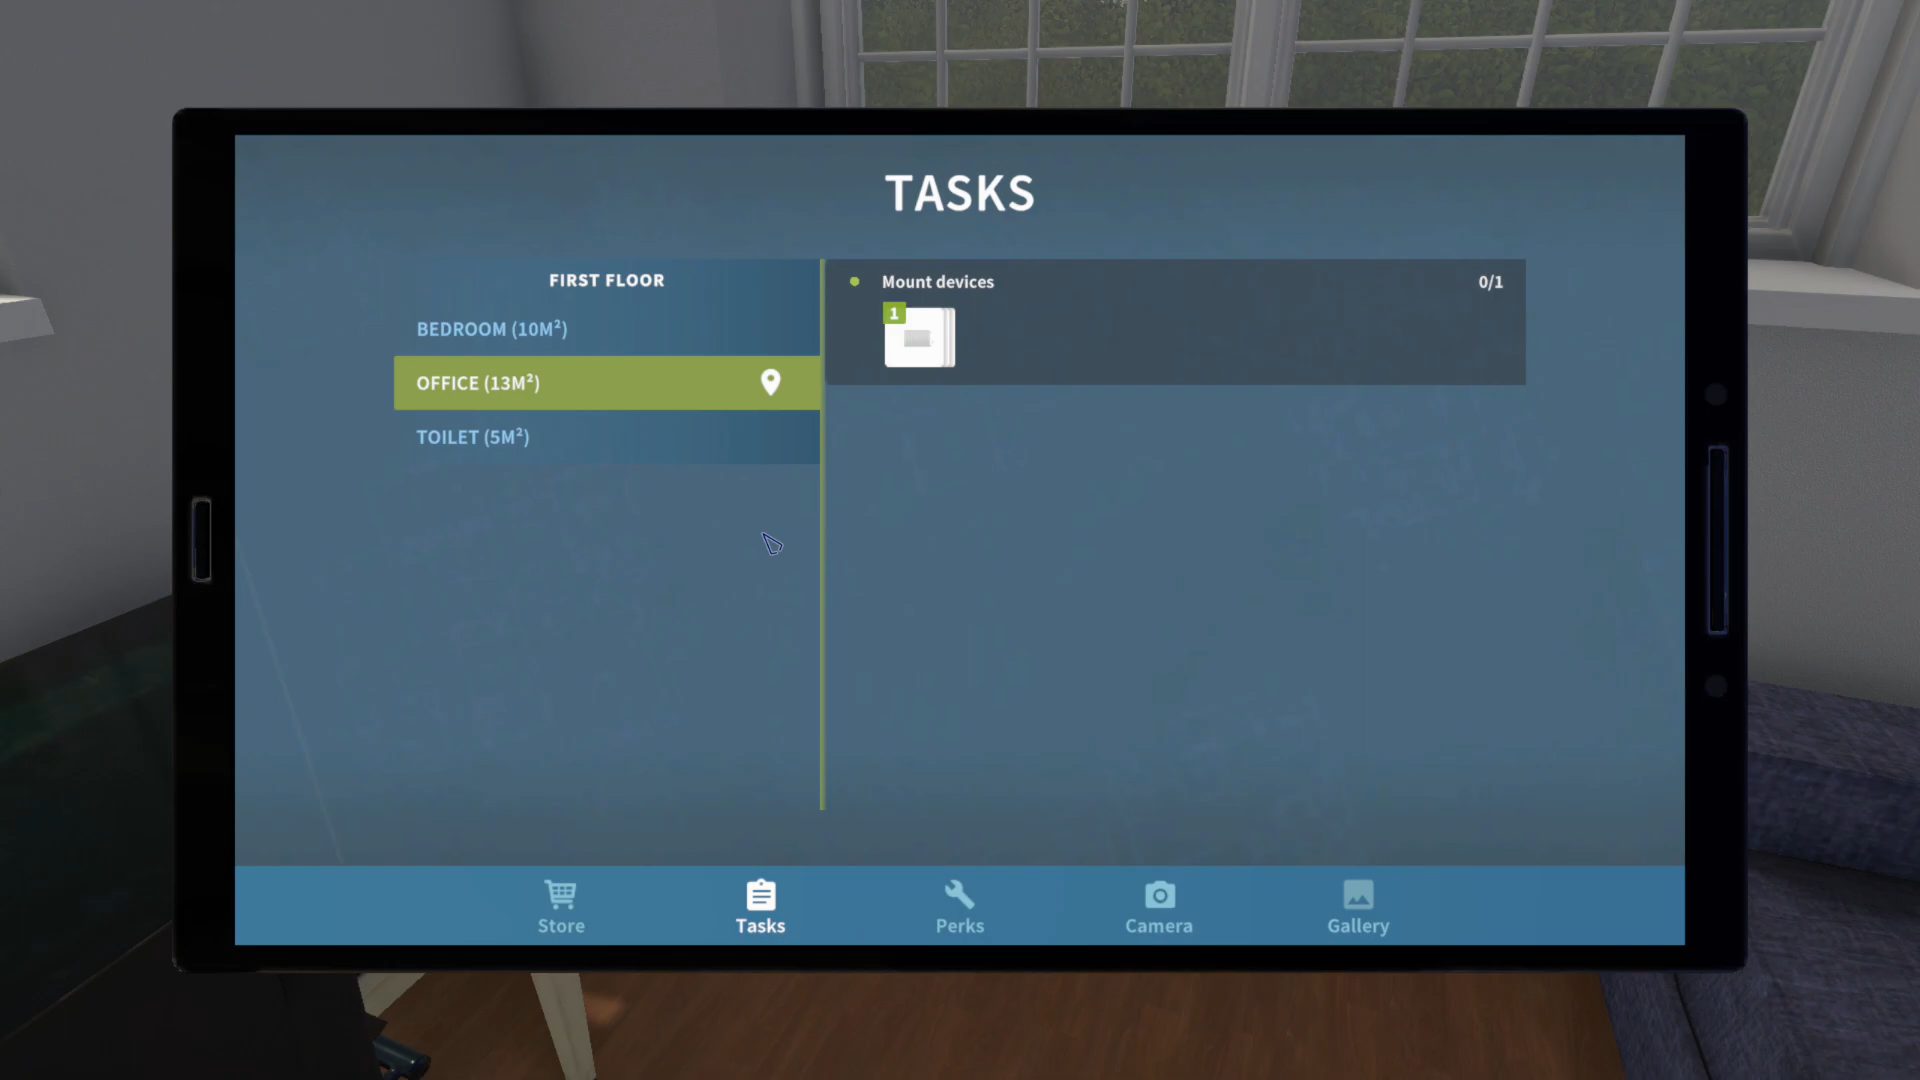 TASKS
FIRST FLOOR
BEDROOM (10M²)
OFFICE (13M²)
TOILET (5M²)
Mount devices 0/1
1
Store Tasks Perks Camera Gallery